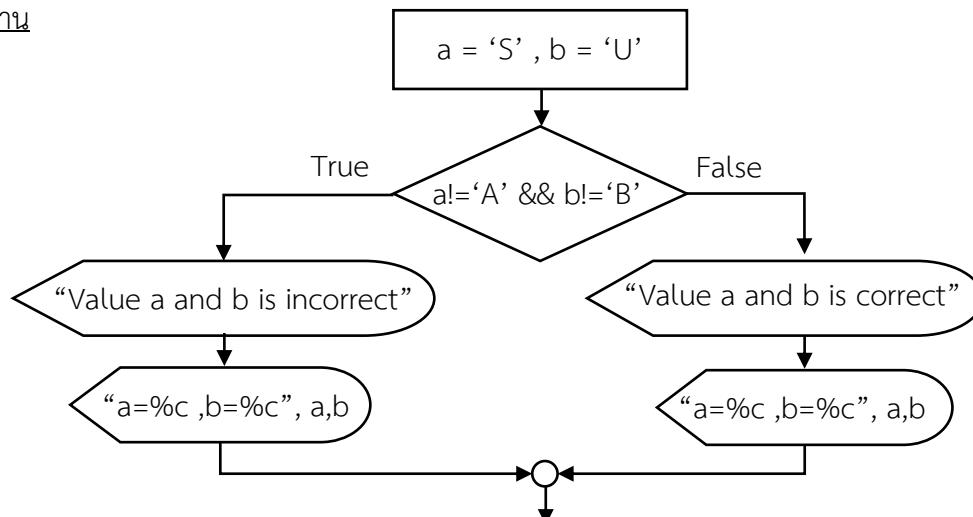 a = ‘S’ , b = ‘U’
True
False
a!=‘A’ && b!=‘B’
“Value a and b is incorrect”
“Value a and b is correct”
“a=%c ,b=%c”, a,b
“a=%c ,b=%c”, a,b